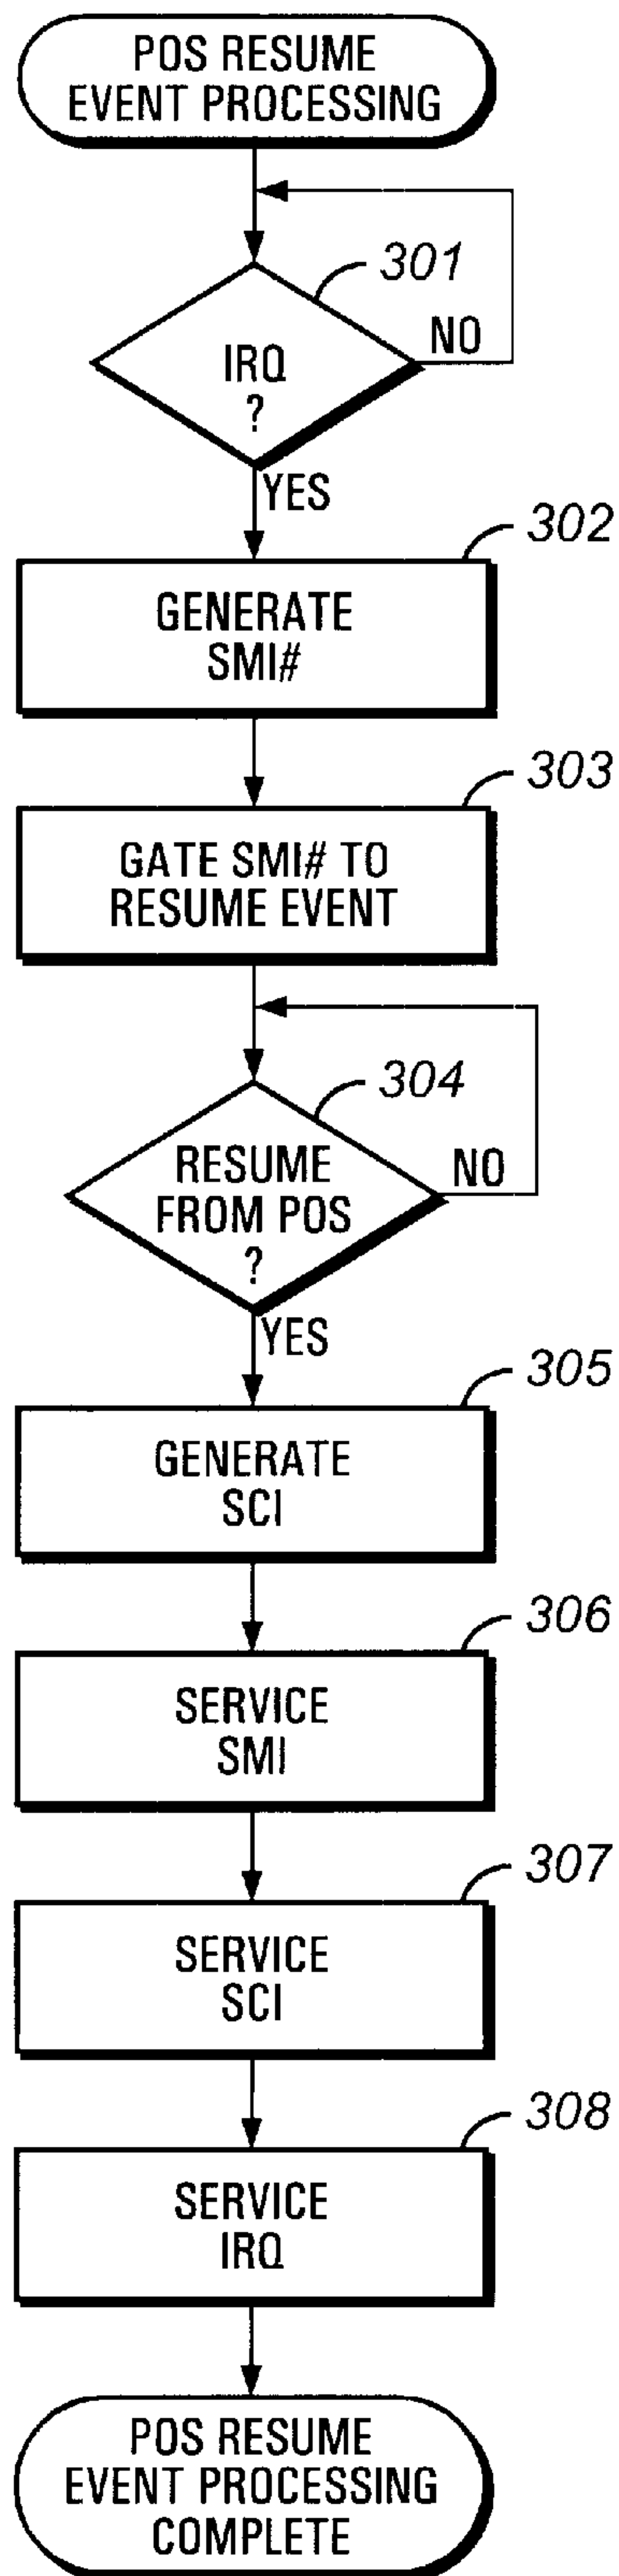 POS RESUME
EVENT PROCESSING
301
IRQ
?
NO
YES
302
GENERATE
SMI#
303
GATE SMI# TO
RESUME EVENT
304
RESUME
FROM POS
?
NO
YES
305
GENERATE
SCI
306
SERVICE
SMI
307
SERVICE
SCI
308
SERVICE
IRQ
POS RESUME
EVENT PROCESSING
COMPLETE